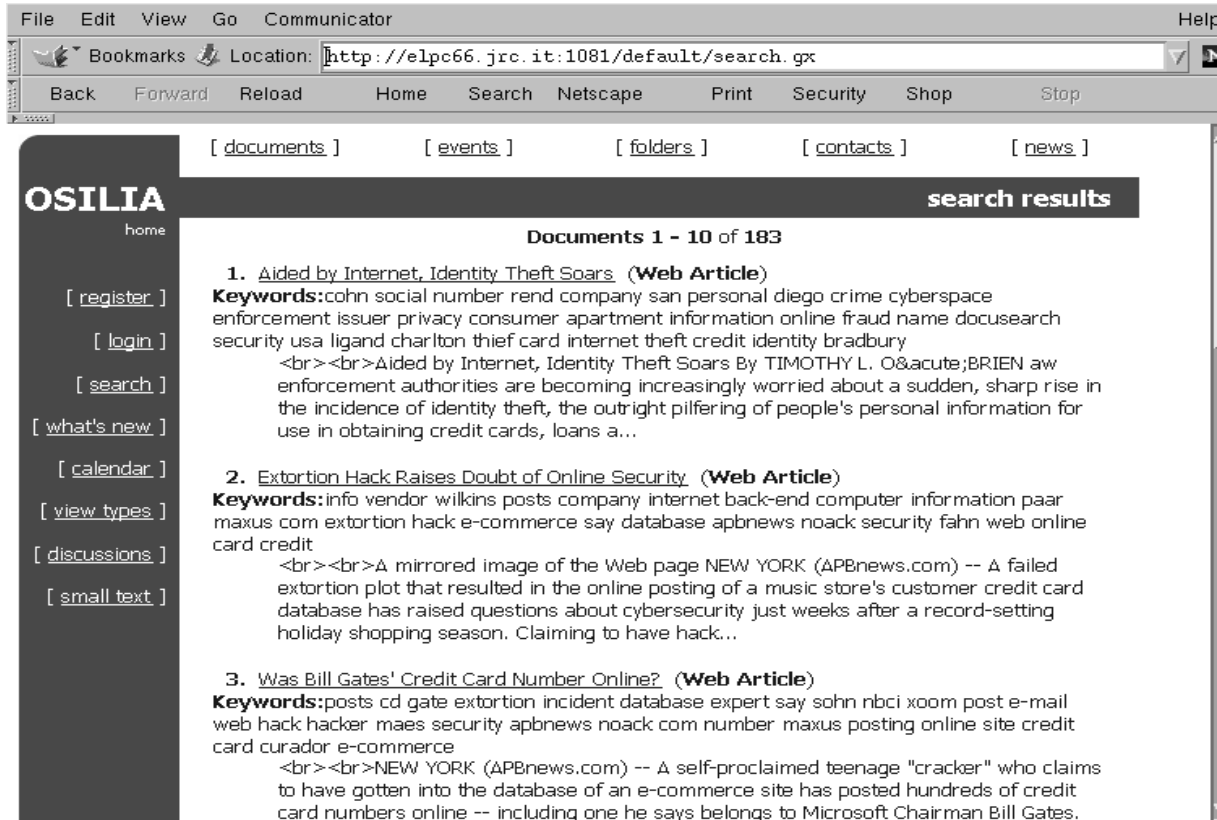 File Edit View Go Communicator Help
Bookmarks Location: http://elpc66.jrc.it:1081/default/search.gx N
Back Forward Reload Home Search Netscape Print Security Shop Stop
[ documents ] [ events ] [ folders ] [ contacts ] [ news ]
OSILIA search results
home
Documents 1 - 10 of 183
[ register ]
[ login ]
[ search ]
[ what's new ]
[ calendar ]
[ view types ]
[ discussions ]
[ small text ]
1. Aided by Internet, Identity Theft Soars (Web Article)
Keywords:cohn social number rend company san personal diego crime cyberspace
enforcement issuer privacy consumer apartment information online fraud name docusearch
security usa ligand charlton thief card internet theft credit identity bradbury
<br><br>Aided by Internet, Identity Theft Soars By TIMOTHY L. O&acute;BRIEN aw
enforcement authorities are becoming increasingly worried about a sudden, sharp rise in
the incidence of identity theft, the outright pilfering of people's personal information for
use in obtaining credit cards, loans a...
2. Extortion Hack Raises Doubt of Online Security (Web Article)
Keywords:info vendor wilkins posts company internet back-end computer information paar
maxus com extortion hack e-commerce say database apbnews noack security fahn web online
card credit
<br><br>A mirrored image of the Web page NEW YORK (APBnews.com) -- A failed
extortion plot that resulted in the online posting of a music store's customer credit card
database has raised questions about cybersecurity just weeks after a record-setting
holiday shopping season. Claiming to have hack...
3. Was Bill Gates' Credit Card Number Online? (Web Article)
Keywords:posts cd gate extortion incident database expert say sohn nbci xoom post e-mail
web hack hacker maes security apbnews noack com number maxus posting online site credit
card curador e-commerce
<br><br>NEW YORK (APBnews.com) -- A self-proclaimed teenage "cracker" who claims
to have gotten into the database of an e-commerce site has posted hundreds of credit
card numbers online -- including one he says belongs to Microsoft Chairman Bill Gates.